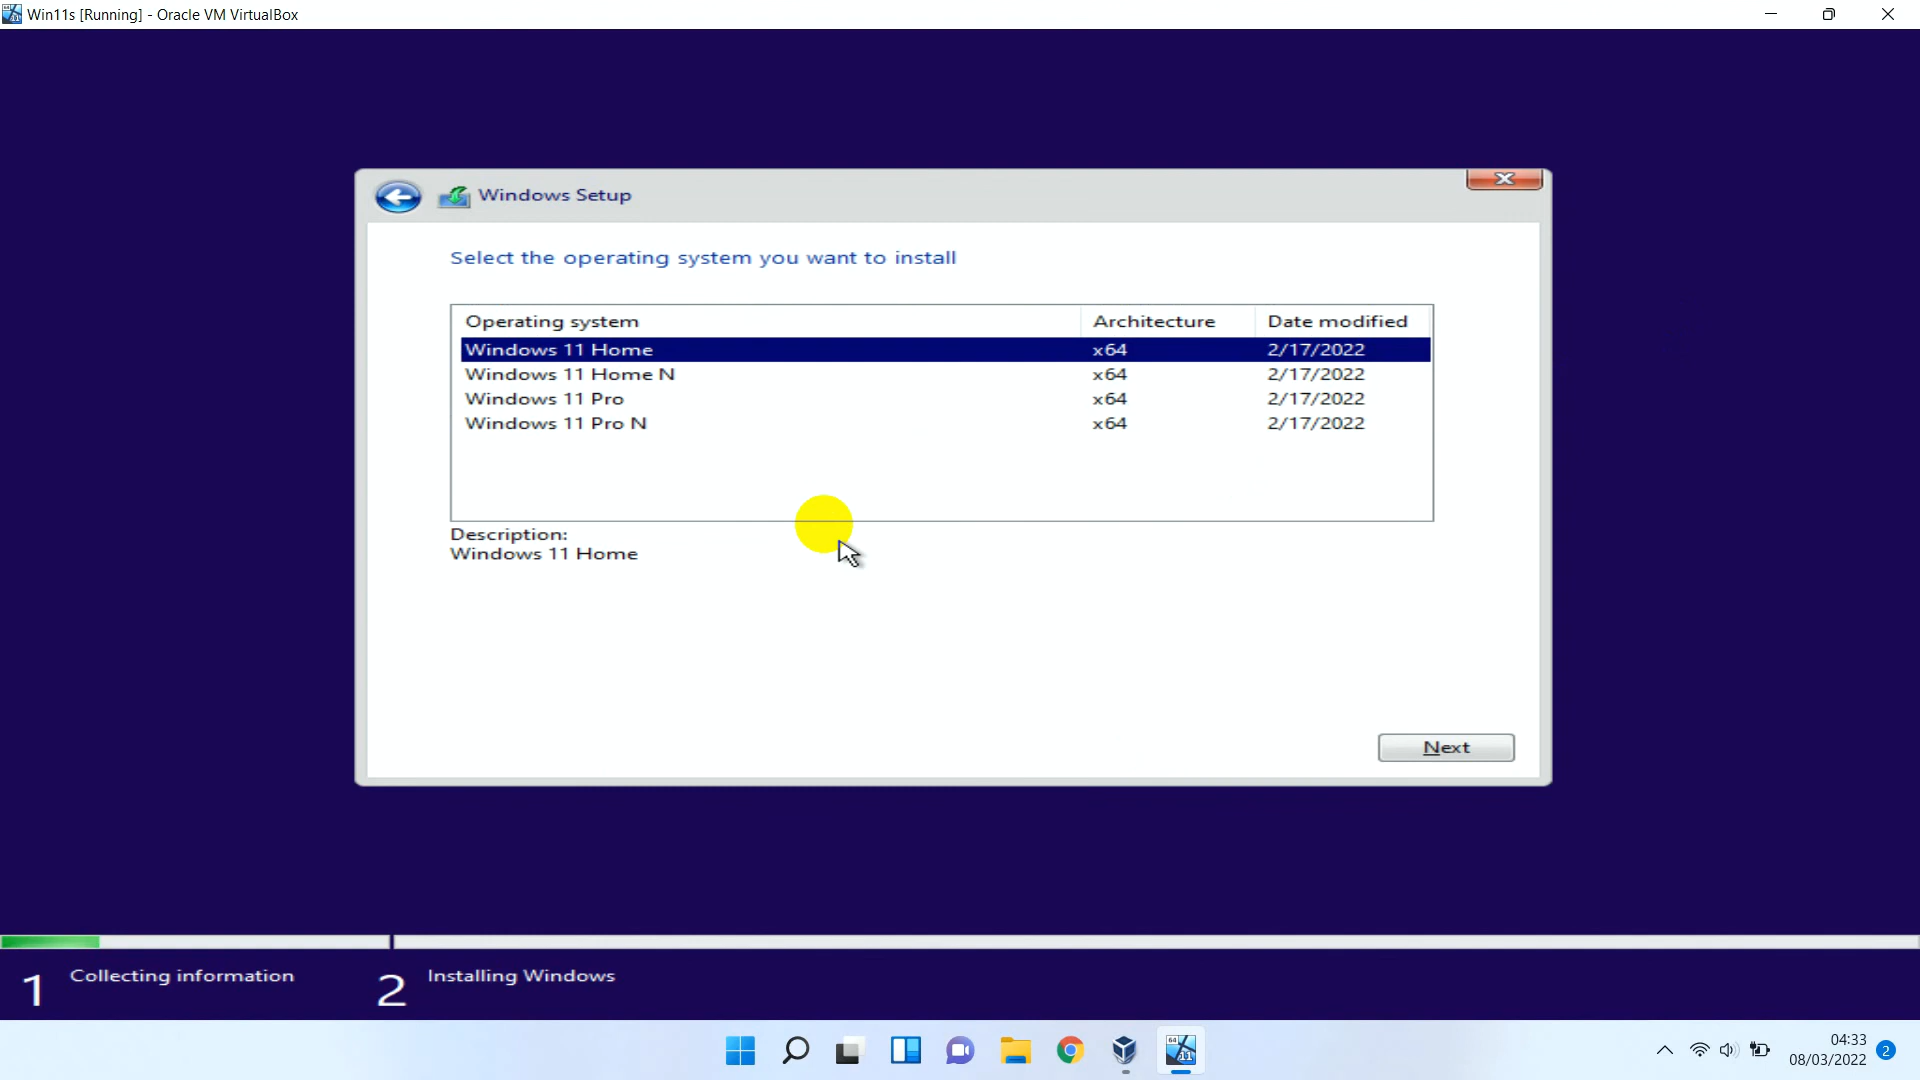 Win11s [Running] - Oracle VM VirtualBox
Windows Setup
Select the operating system you want to install
Operating system Architecture Date modified
Windows 11 Home x64 2/17/2022
Windows 11 Home N x64 2/17/2022
Windows 11 Pro x64 2/17/2022
Windows 11 Pro N x64 2/17/2022
Description:
Windows 11 Home
Next
1 Collecting information 2 Installing Windows
64 11
04:33
08/03/2022
2